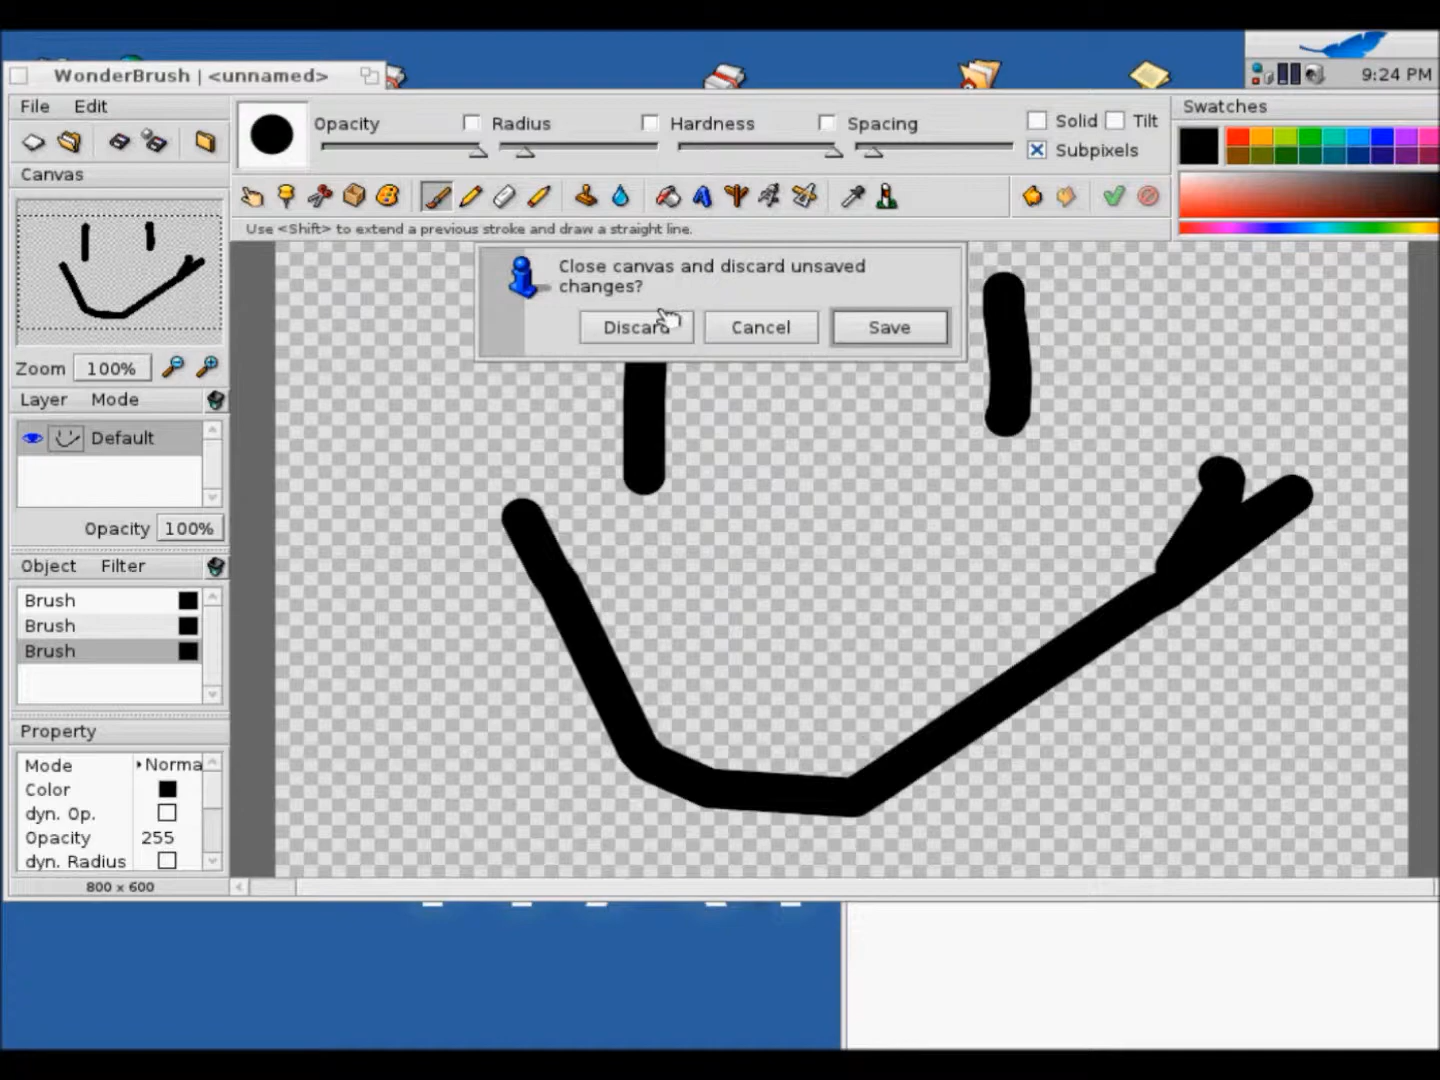 WonderBrush | <unnamed>
9:24 PM
File Edit
Opacity Radius Hardness Spacing Solid Tilt
Subpixels
Swatches
Canvas
Use <Shift> to extend a previous stroke and draw a straight line.
Close canvas and discard unsaved
changes?
Discard Cancel Save
Zoom 100%
Layer Mode
Default
Opacity 100%
Object Filter
Brush
Brush
Brush
Property
Mode Norma
Color
dyn. Op.
Opacity 255
dyn. Radius
800 x 600